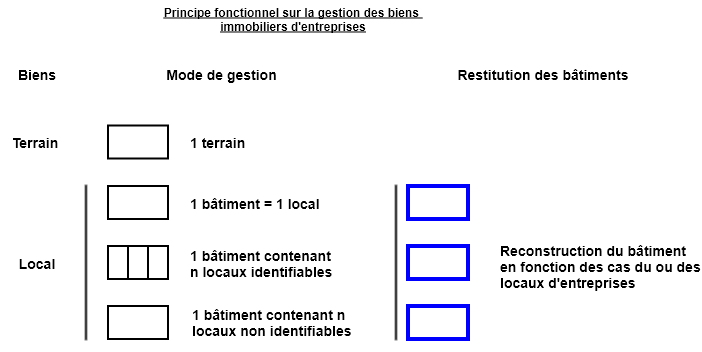 Principe fonctionnel sur la gestion des biens
immobiliers d'entreprises
Biens
Mode de gestion
Restitution des bâtiments
Terrain
1 terrain
1 bâtiment = 1 local
Local
1 bâtiment contenant
n locaux identifiables
Reconstruction du bâtiment
en fonction des cas du ou des
locaux d'entreprises
1 bâtiment contenant n
locaux non identifiables